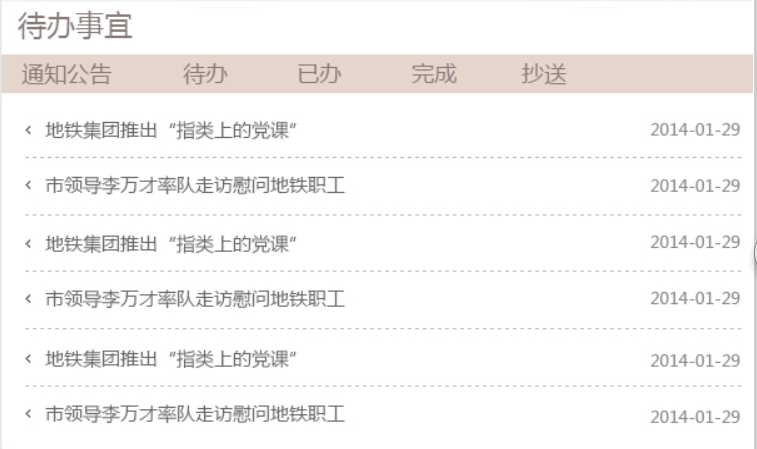 待办事宜
通知公告 待办 已办 完成 抄送
‹ 地铁集团推出“指类上的党课” 2014-01-29
‹ 市领导李万才率队走访慰问地铁职工 2014-01-29
‹ 地铁集团推出“指类上的党课” 2014-01-29
‹ 市领导李万才率队走访慰问地铁职工 2014-01-29
‹ 地铁集团推出“指类上的党课” 2014-01-29
‹ 市领导李万才率队走访慰问地铁职工 2014-01-29